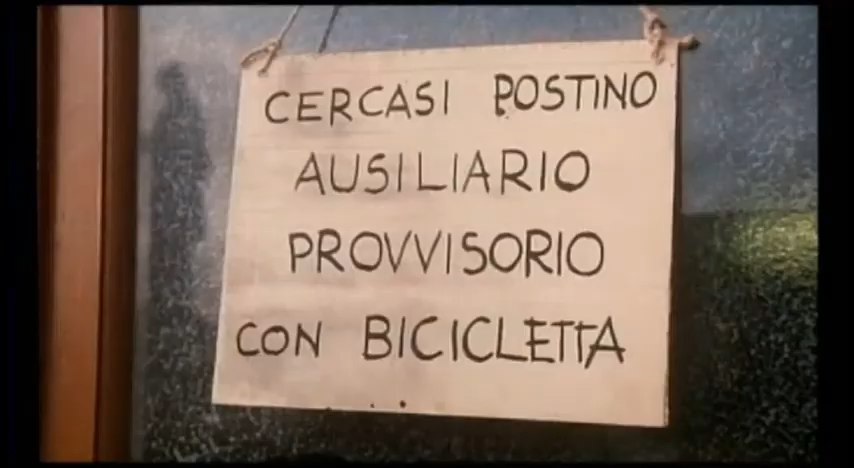 CERCASI POSTINO
AUSILIARIO
PROVVISORIO
CON BICICLETTA